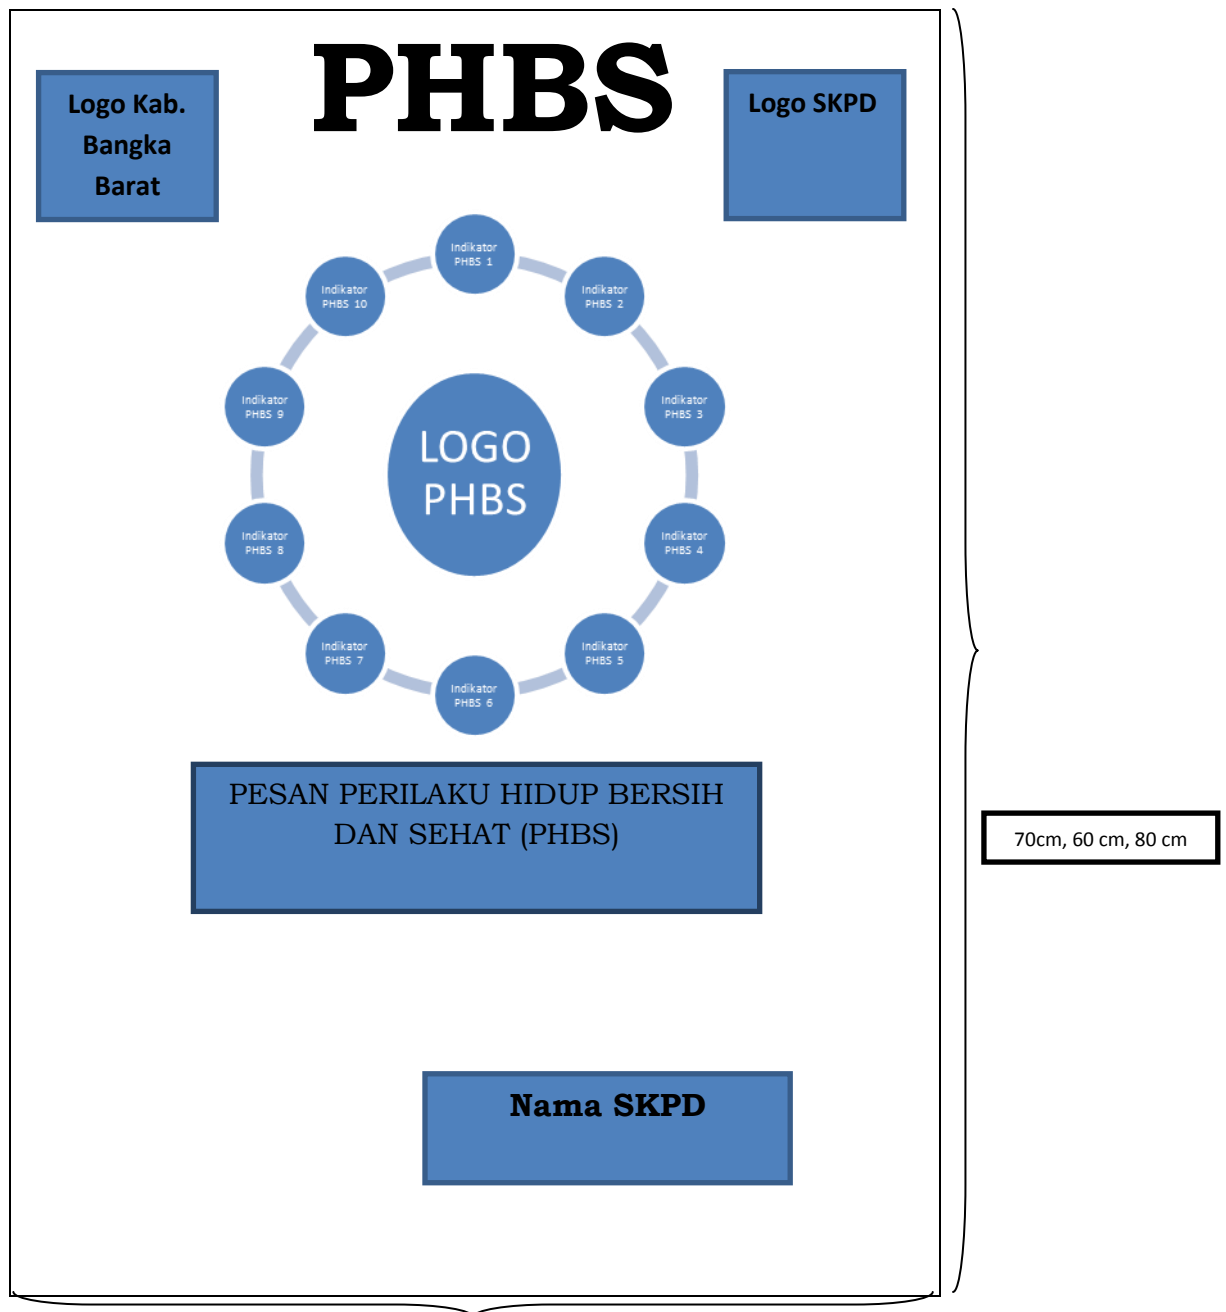 PHBS
Logo Kab.
Bangka
Barat
Logo SKPD
Indikator
PHBS 1
Indikator
PHBS 2
Indikator
PHBS 3
Indikator
PHBS 4
Indikator
PHBS 5
Indikator
PHBS 6
Indikator
PHBS 7
Indikator
PHBS 8
Indikator
PHBS 9
Indikator
PHBS 10
LOGO
PHBS
PESAN PERILAKU HIDUP BERSIH
DAN SEHAT (PHBS)
70cm, 60 cm, 80 cm
Nama SKPD